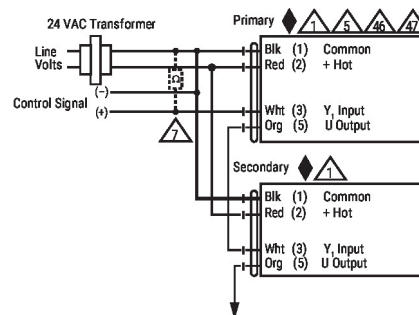 24 VAC Transformer
Primary 1 5 46 47
Line
Volts
Blk (1) Common
Red (2) + Hot
Ω
(–)
Control Signal
(+)
Wht (3) Y1 Input
Org (5) U Output
7
Secondary 1
Blk (1) Common
Red (2) + Hot
Wht (3) Y1 Input
Org (5) U Output